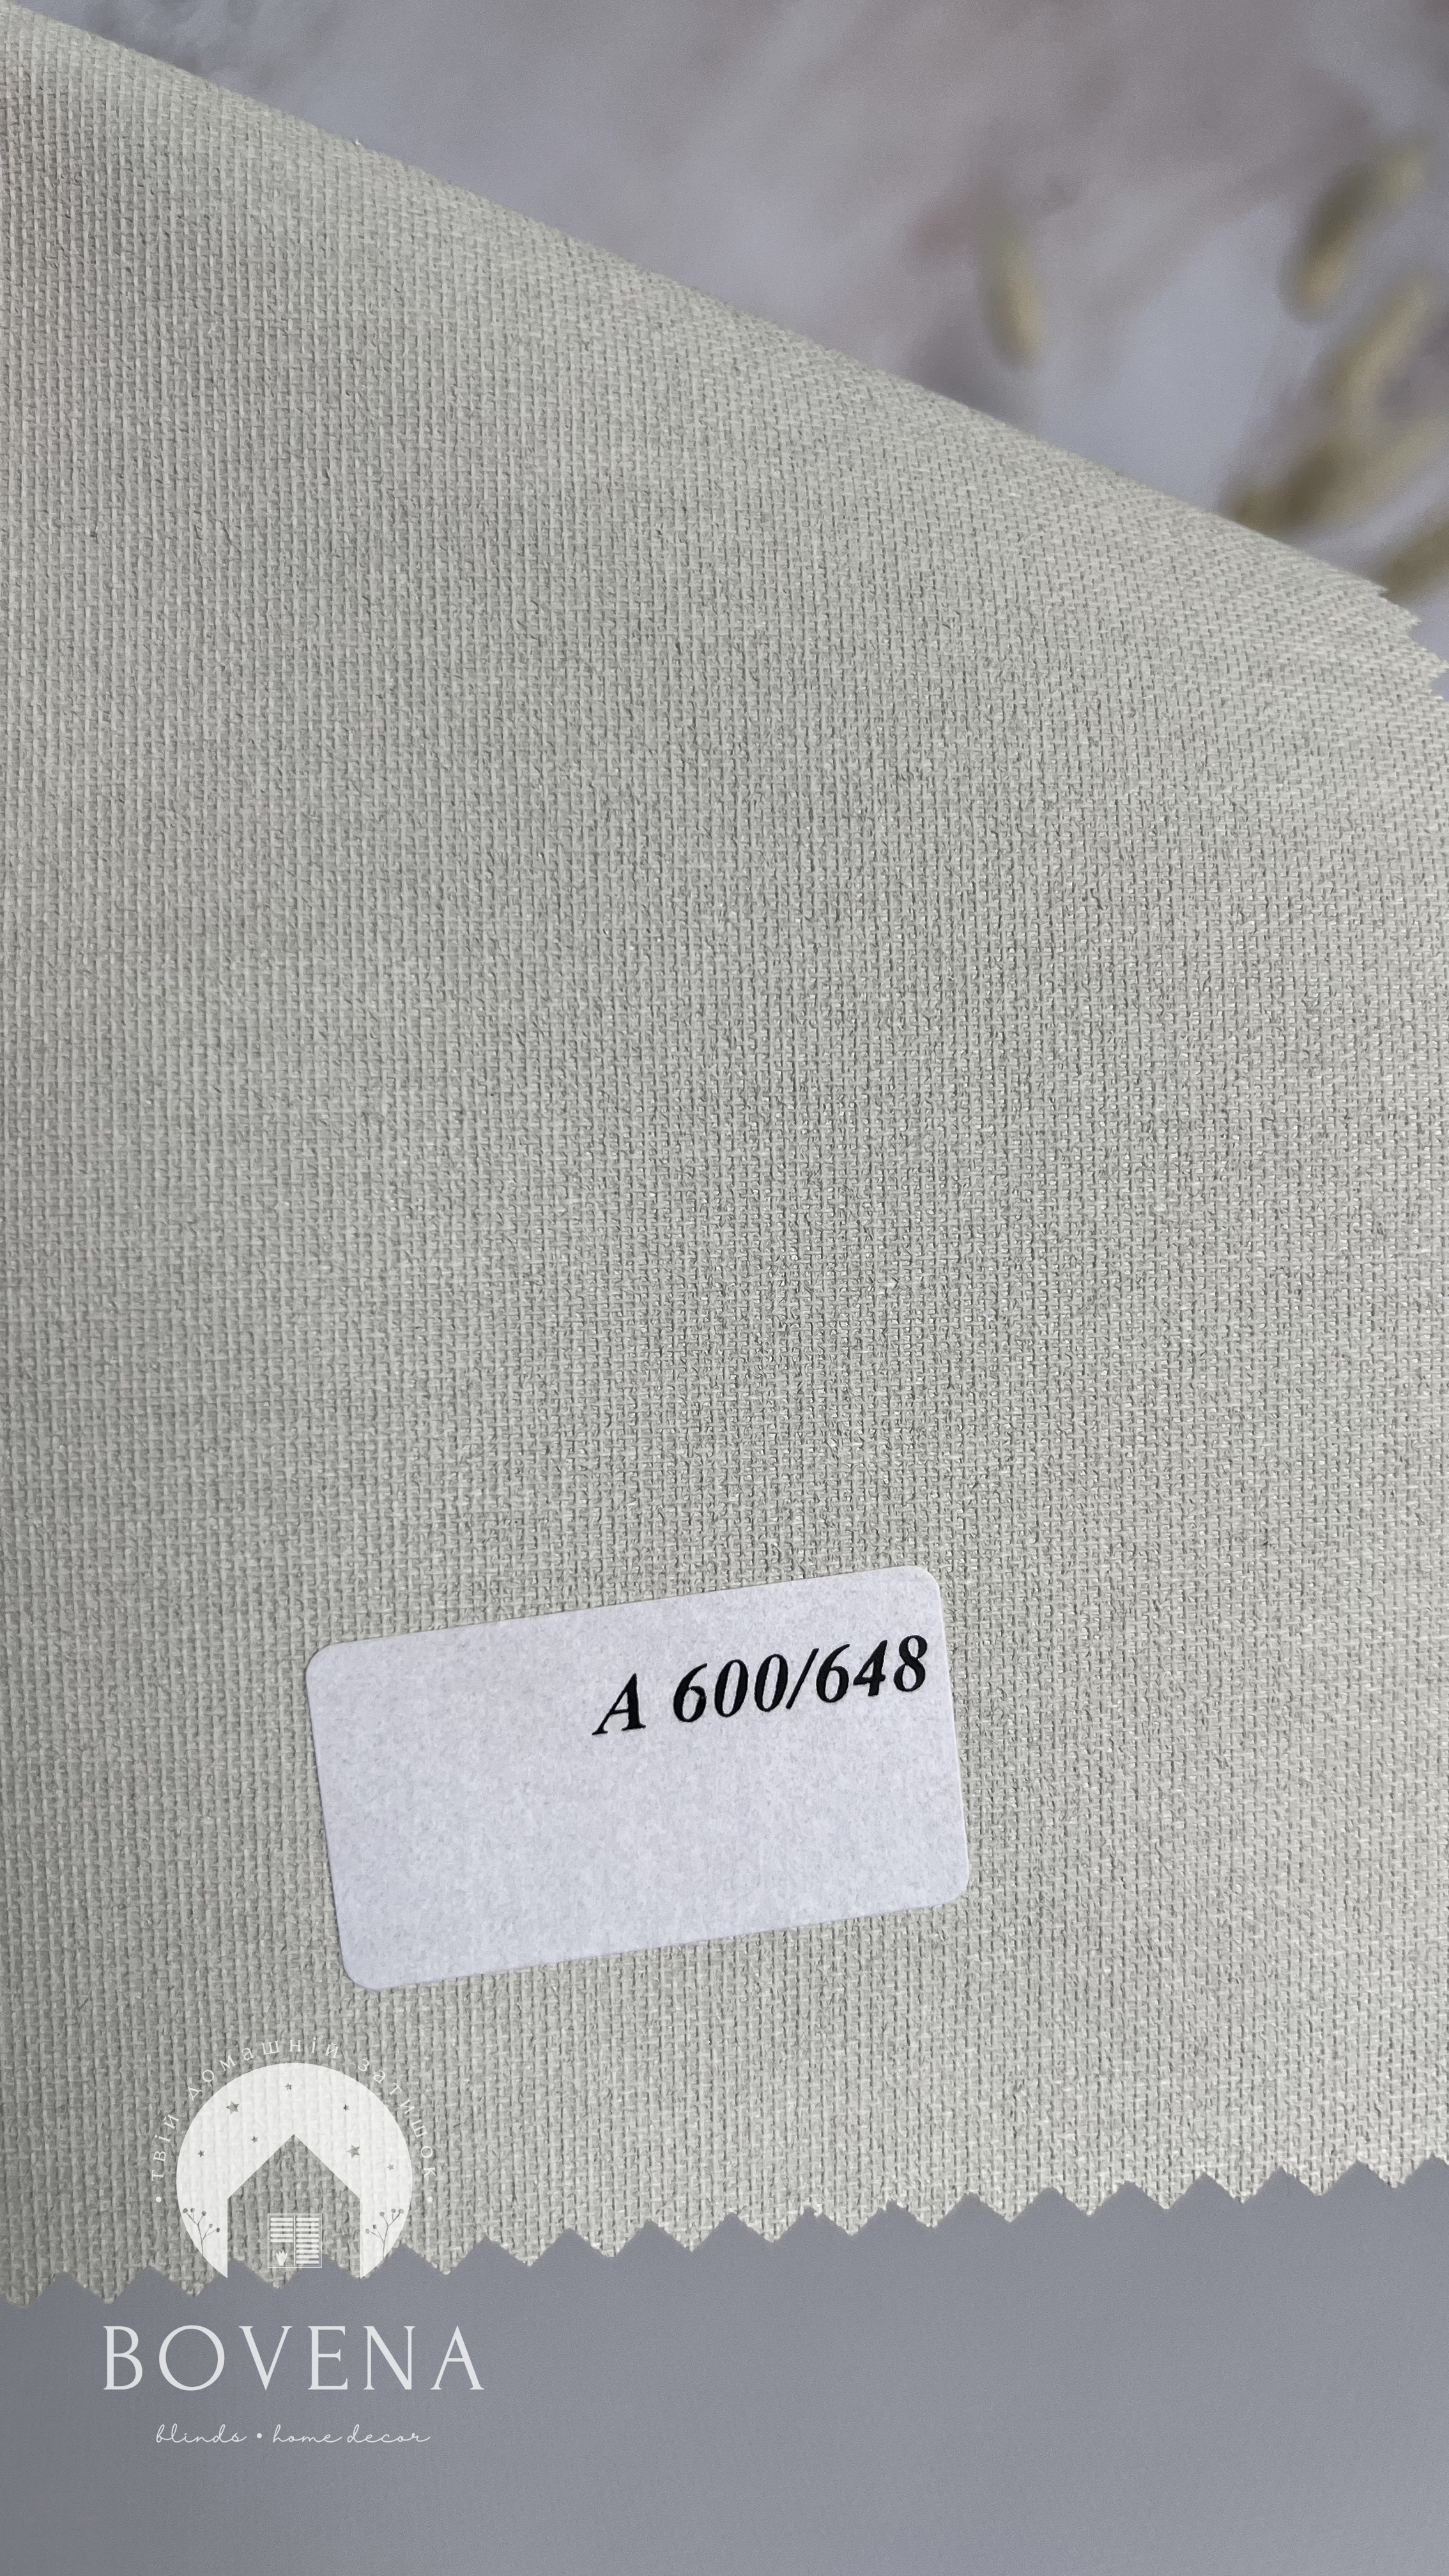 A 600/648
твій домашній затишок
BOVENA
blinds • home decor